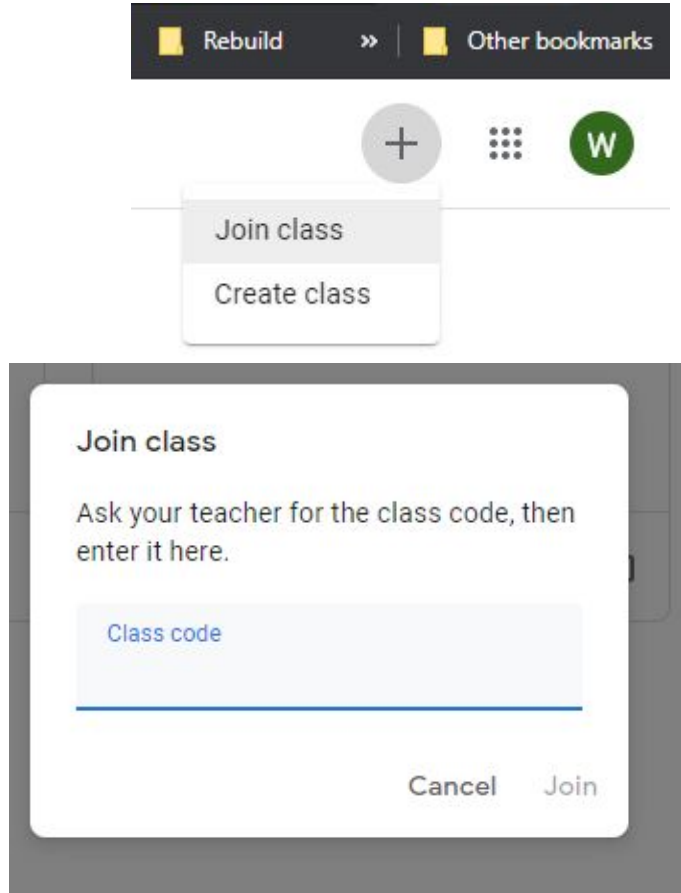 Rebuild » Other bookmarks
W
Join class
Create class
Join class
Ask your teacher for the class code, then
enter it here.
Class code
Cancel Join